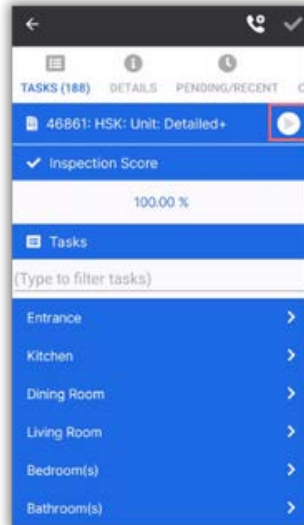 TASKS (188) DETAILS PENDING/RECENT
46861: HSK: Unit: Detailed+
Inspection Score
100.00 %
Tasks
(Type to filter tasks)
Entrance
Kitchen
Dining Room
Living Room
Bedroom(s)
Bathroom(s)